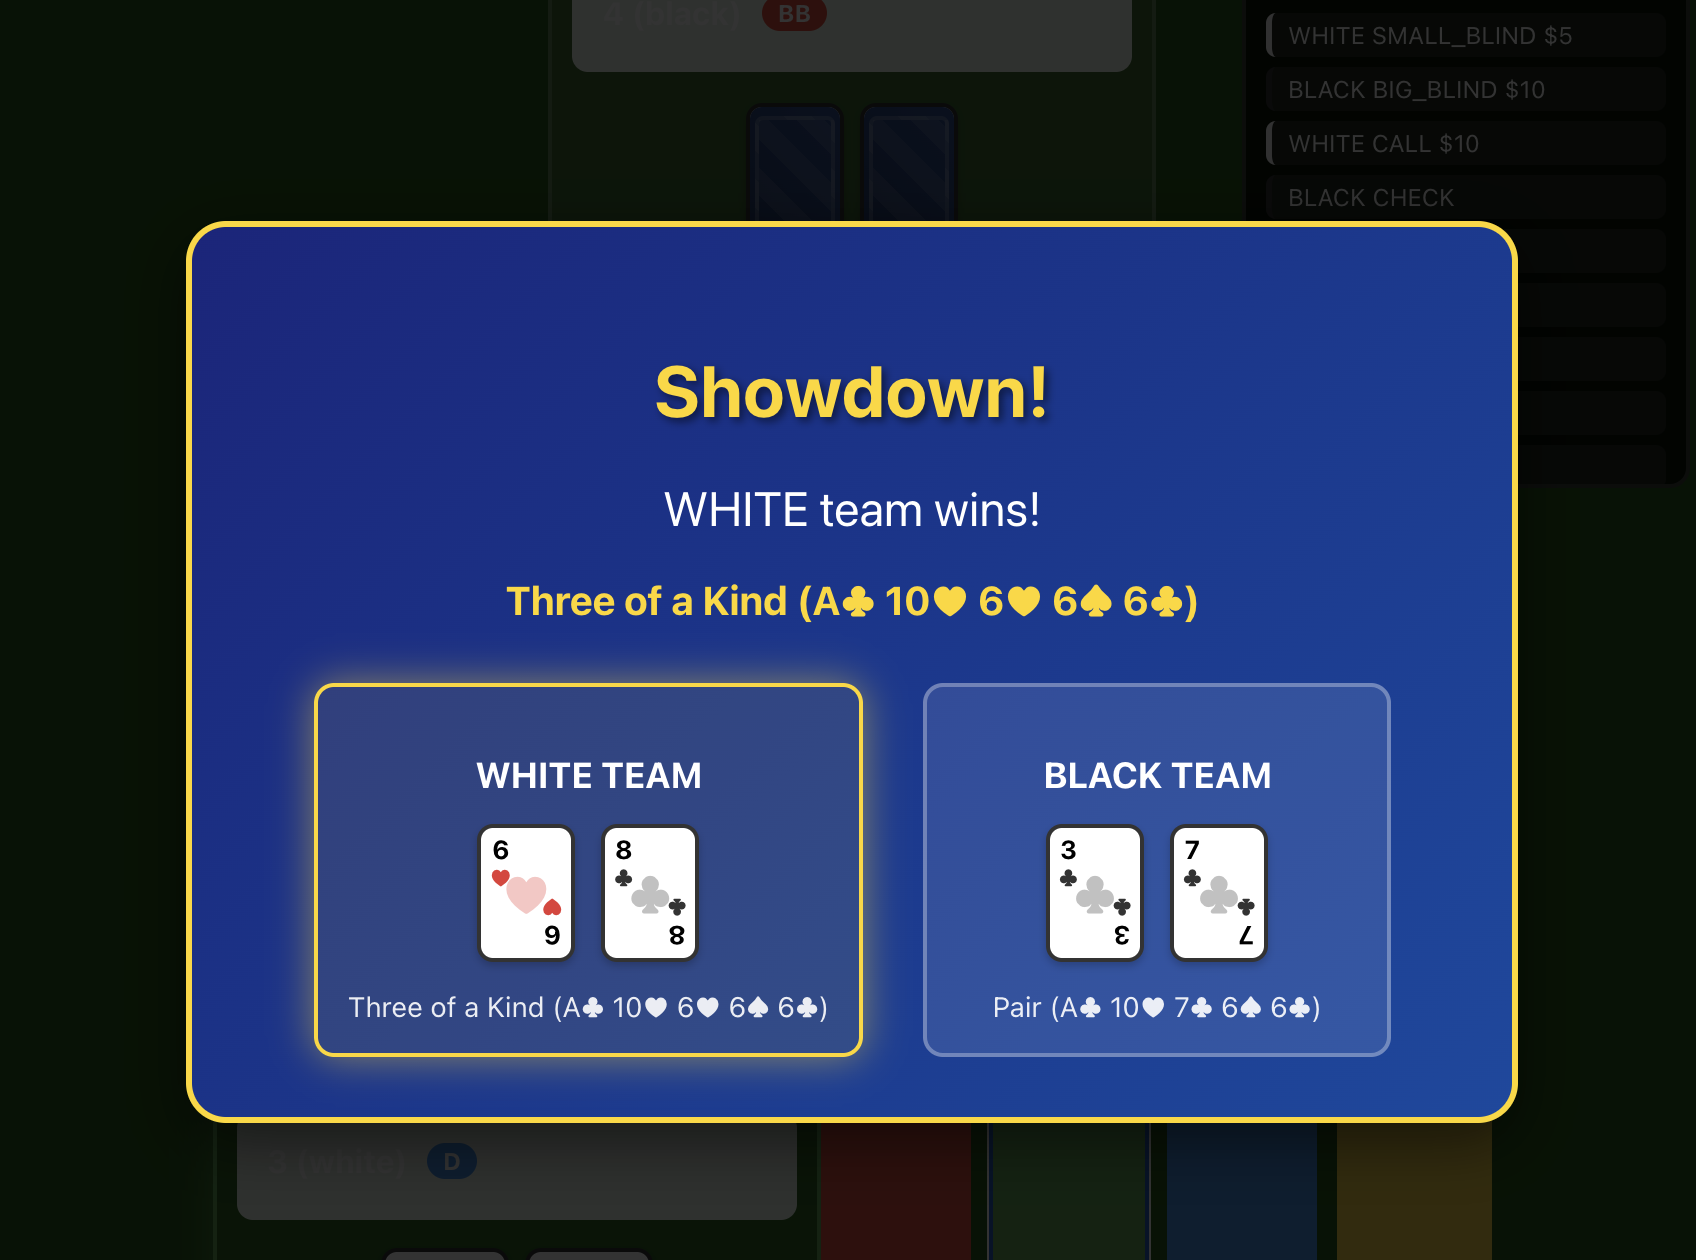 4 (black) BB
WHITE SMALL_BLIND $5
BLACK BIG_BLIND $10
WHITE CALL $10
BLACK CHECK
Showdown!
WHITE team wins!
Three of a Kind (A♣ 10♥ 6♥ 6♠ 6♣)
WHITE TEAM
6♥ 6♥
8♣ 8♣
Three of a Kind (A♣ 10♥ 6♥ 6♠ 6♣)
BLACK TEAM
3♣ 3♣
7♣ 7♣
Pair (A♣ 10♥ 7♣ 6♠ 6♣)
3 (white) D